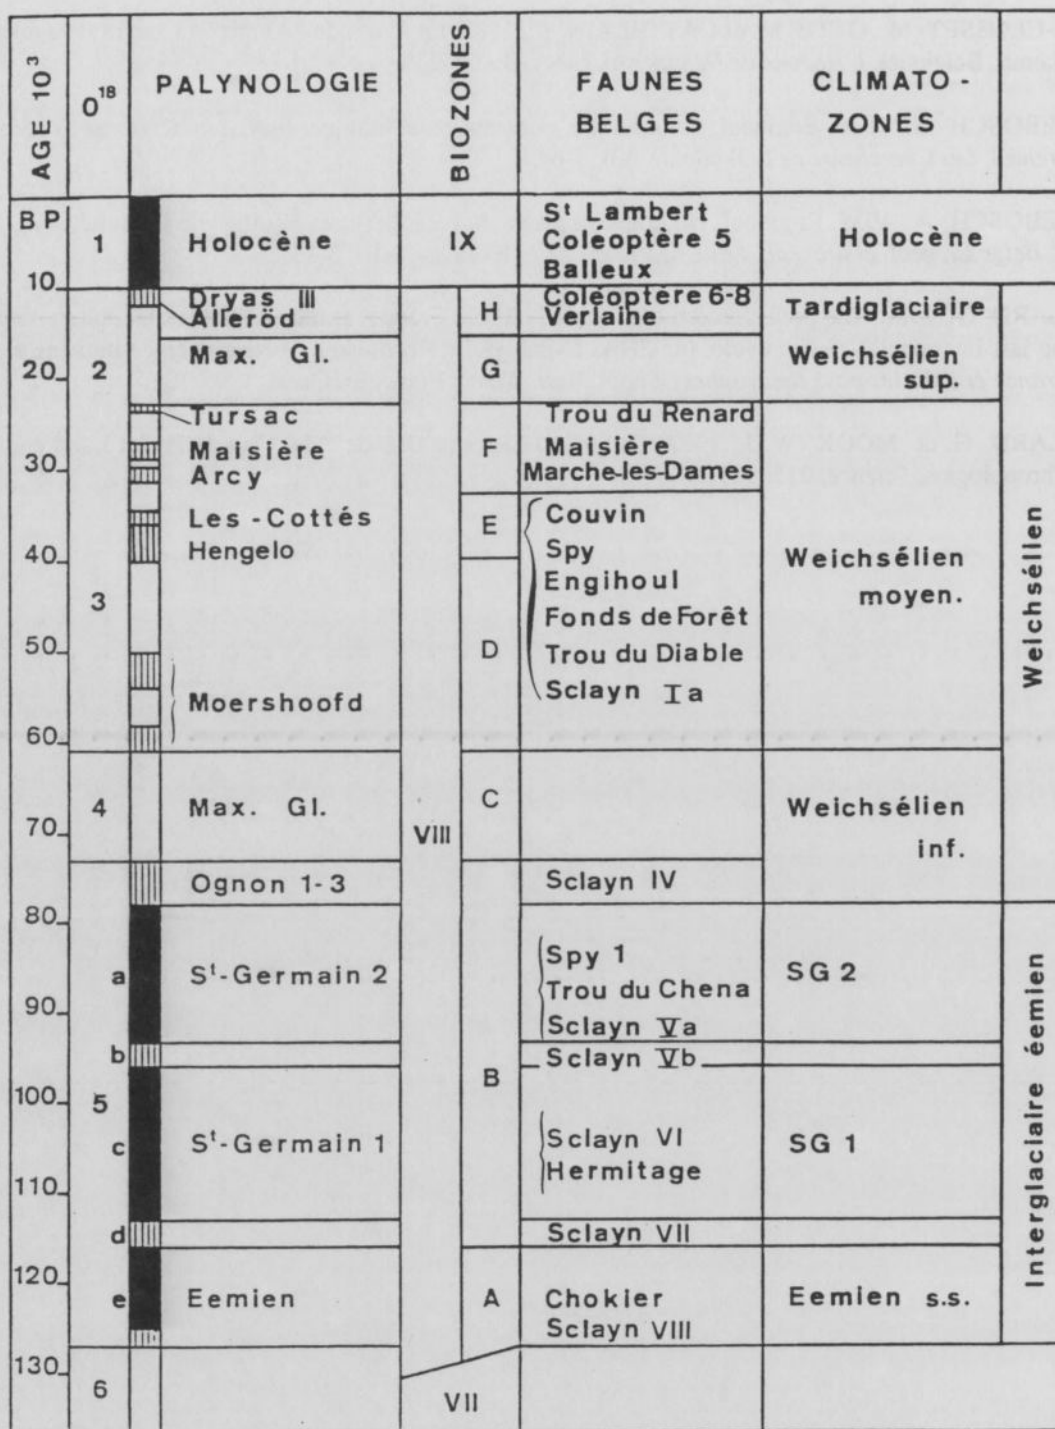 AGE 10³
O¹⁸
PALYNOLOGIE
BIOZONES
FAUNES
BELGES
CLIMATO-
ZONES
BP
10
20
30
40
50
60
70
80
90
100
110
120
130
1
2
3
4
5
a
b
c
d
e
6
Holocène
Dryas III
Alleröd
Max. Gl.
Tursac
Maisière
Arcy
Les-Cottés
Hengelo
Moershoofd
Max. Gl.
Ognon 1-3
Sᵗ-Germain 2
Sᵗ-Germain 1
Eemien
IX
VIII
VII
H
G
F
E
D
C
B
A
Sᵗ Lambert
Coléoptère 5
Balleux
Coléoptère 6-8
Verlaine
Trou du Renard
Maisière
Marche-les-Dames
Couvin
Spy
Engihoul
Fonds de Forêt
Trou du Diable
Sclayn Ia
Sclayn IV
Spy 1
Trou du Chena
Sclayn Va
Sclayn Vb
Sclayn VI
Hermitage
Sclayn VII
Chokier
Sclayn VIII
Holocène
Tardiglaciaire
Weichsélien
sup.
Weichsélien
moyen.
Weichsélien
inf.
SG 2
SG 1
Eemien s.s.
Weichsélien
Interglaciaire éemien